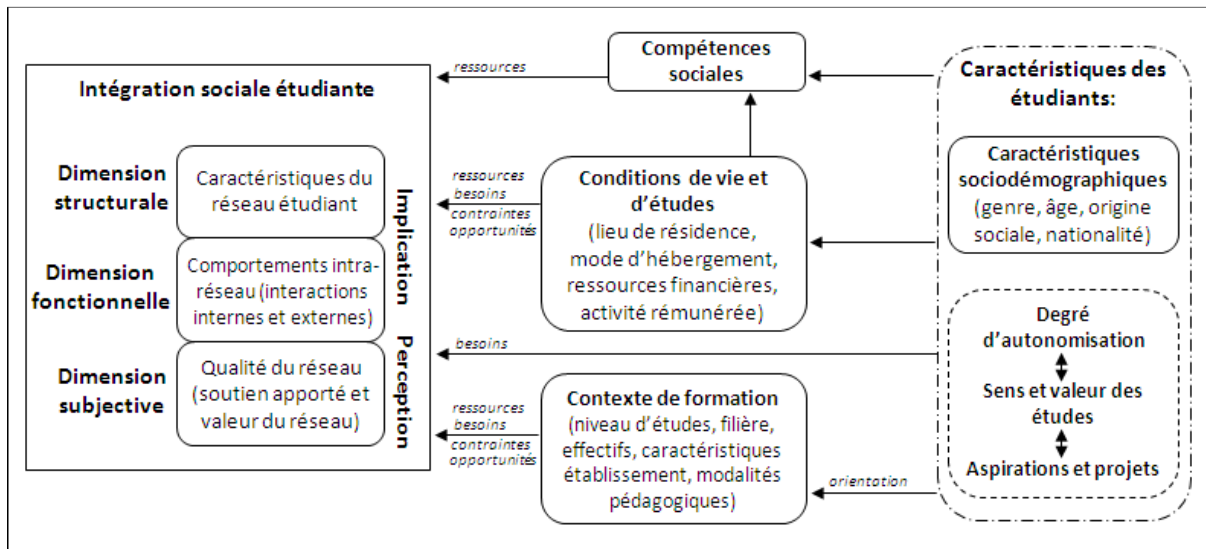 Intégration sociale étudiante
Dimension
structurale
Caractéristiques du
réseau étudiant
Dimension
fonctionnelle
Comportements intra-
réseau (interactions
internes et externes)
Dimension
subjective
Qualité du réseau
(soutien apporté et
valeur du réseau)
Implication
Perception
ressources
ressources
besoins
contraintes
opportunités
besoins
ressources
besoins
contraintes
opportunités
Compétences
sociales
Conditions de vie et
d'études
(lieu de résidence,
mode d'hébergement,
ressources financières,
activité rémunérée)
Contexte de formation
(niveau d'études, filière,
effectifs, caractéristiques
établissement, modalités
pédagogiques)
orientation
Caractéristiques des
étudiants:
Caractéristiques
sociodémographiques
(genre, âge, origine
sociale, nationalité)
Degré
d'autonomisation
Sens et valeur des
études
Aspirations et projets